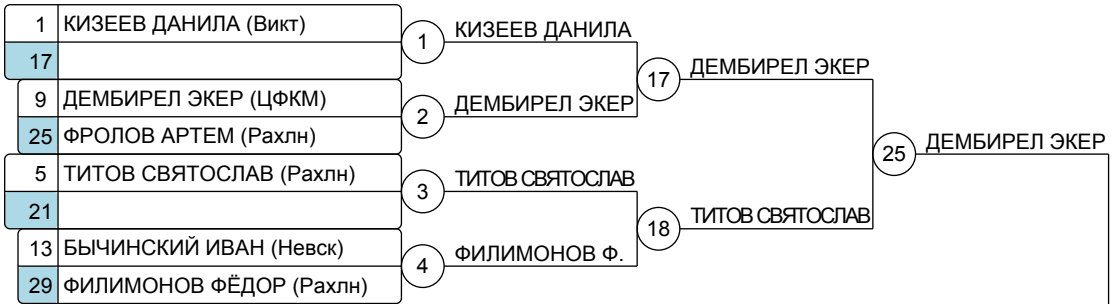 1 КИЗЕЕВ ДАНИЛА (Викт)
17
1
КИЗЕЕВ ДАНИЛА
9 ДЕМБИРЕЛ ЭКЕР (ЦФКМ)
25 ФРОЛОВ АРТЕМ (Рахлн)
2
ДЕМБИРЕЛ ЭКЕР
17
ДЕМБИРЕЛ ЭКЕР
5 ТИТОВ СВЯТОСЛАВ (Рахлн)
21
3
ТИТОВ СВЯТОСЛАВ
13 БЫЧИНСКИЙ ИВАН (Невск)
29 ФИЛИМОНОВ ФЁДОР (Рахлн)
4
ФИЛИМОНОВ Ф.
18
ТИТОВ СВЯТОСЛАВ
25
ДЕМБИРЕЛ ЭКЕР